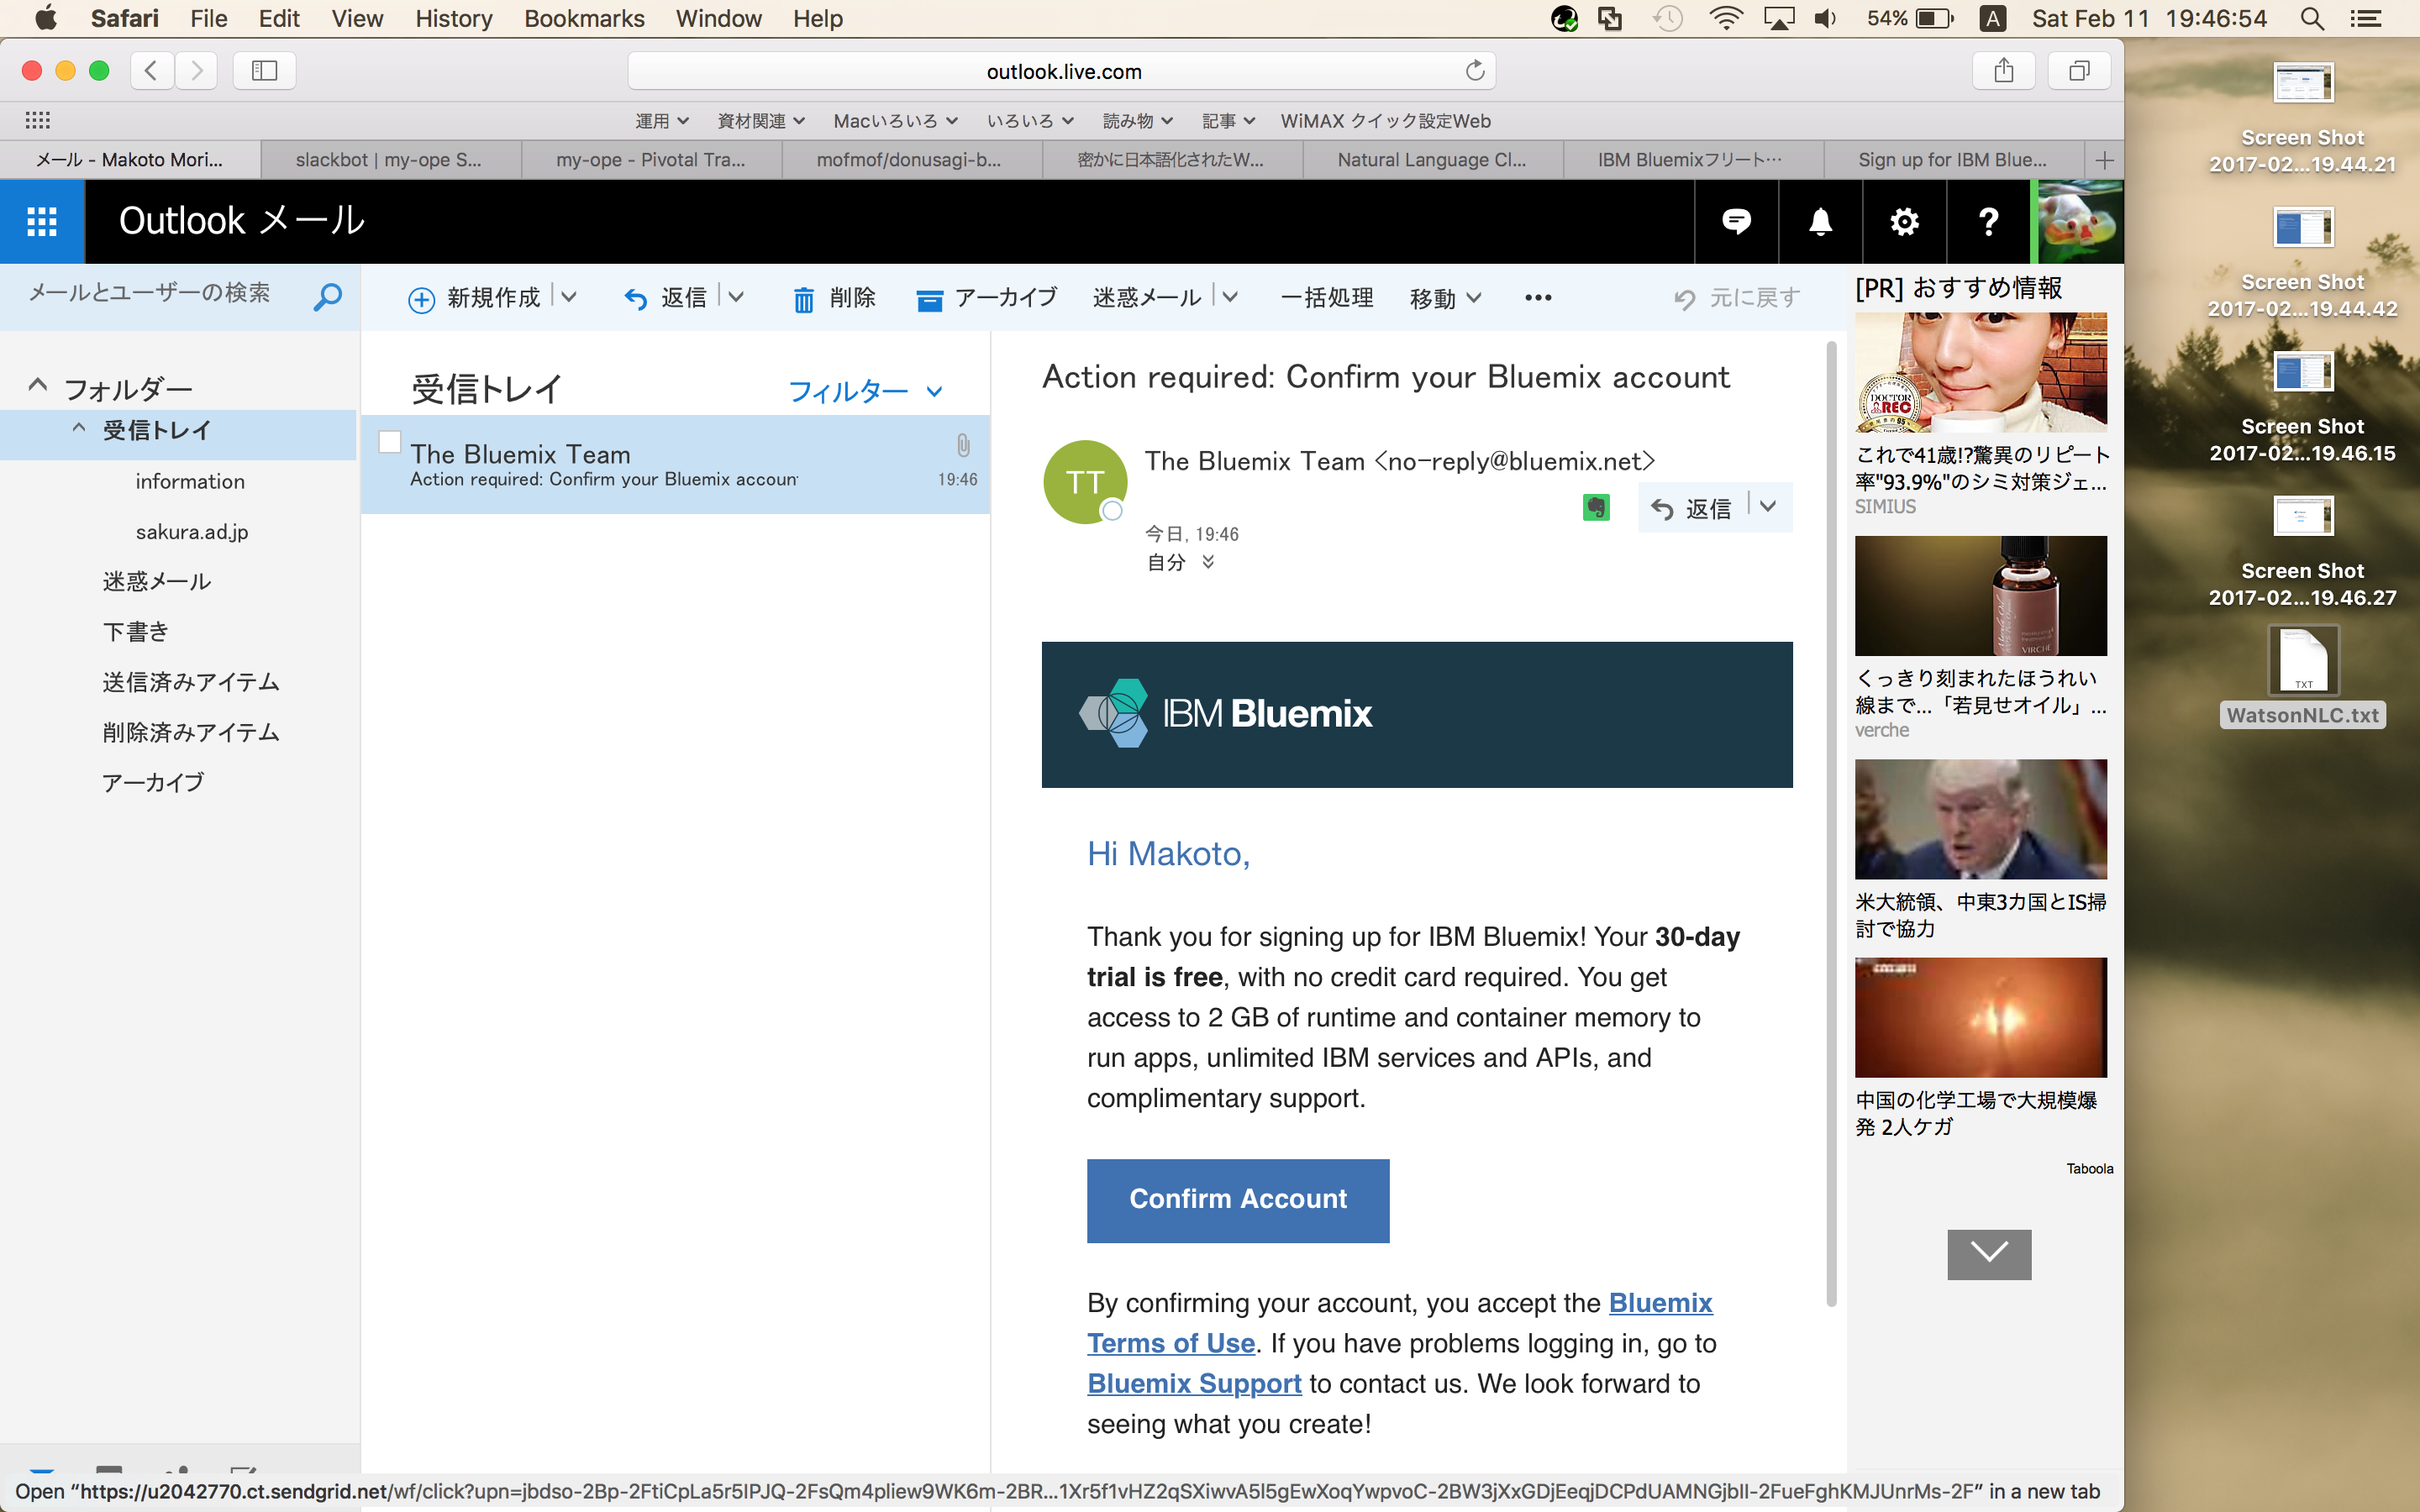 Safari File Edit View History Bookmarks Window Help
54% A Sat Feb 11 19:46:54
outlook.live.com
運用 資材関連 Macいろいろ いろいろ 読み物 記事 WiMAX クイック設定Web
メール - Makoto Mori... slackbot | my-ope S... my-ope - Pivotal Tra... mofmof/donusagi-b... 密かに日本語化されたW... Natural Language Cl... IBM Bluemixフリート… Sign up for IBM Blue...
Outlook メール
?
メールとユーザーの検索
新規作成 返信 削除 アーカイブ 迷惑メール 一括処理 移動 ••• 元に戻す
フォルダー
受信トレイ
information
sakura.ad.jp
迷惑メール
下書き
送信済みアイテム
削除済みアイテム
アーカイブ
受信トレイ フィルター
The Bluemix Team
Action required: Confirm your Bluemix accoun
19:46
Action required: Confirm your Bluemix account
TT
The Bluemix Team <no-reply@bluemix.net>
返信
今日, 19:46
自分
IBM Bluemix
Hi Makoto,
Thank you for signing up for IBM Bluemix! Your 30-day
trial is free, with no credit card required. You get
access to 2 GB of runtime and container memory to
run apps, unlimited IBM services and APIs, and
complimentary support.
Confirm Account
By confirming your account, you accept the Bluemix
Terms of Use. If you have problems logging in, go to
Bluemix Support to contact us. We look forward to
seeing what you create!
[PR] おすすめ情報
DOCTOR
REC
これで41歳!?驚異のリピート
率"93.9%"のシミ対策ジェ...
SIMIUS
VIRCHE
くっきり刻まれたほうれい
線まで...「若見せオイル」...
verche
米大統領、中東3カ国とIS掃
討で協力
中国の化学工場で大規模爆
発 2人ケガ
Taboola
Screen Shot
2017-02...19.44.21
Screen Shot
2017-02...19.44.42
Screen Shot
2017-02...19.46.15
Screen Shot
2017-02...19.46.27
TXT
WatsonNLC.txt
Open “https://u2042770.ct.sendgrid.net/wf/click?upn=jbdso-2Bp-2FtiCpLa5r5IPJQ-2FsQm4pliew9WK6m-2BR...1Xr5f1vHZ2qSXiwvA5I5gEwXoqYwpvoC-2BW3jXxGDjEeqjDCPdUAMNGjbII-2FueFghKMJUnrMs-2F” in a new tab